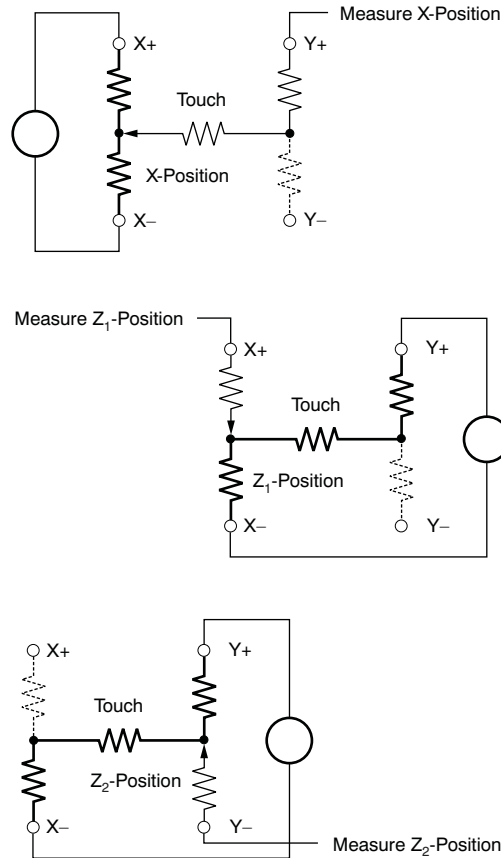 Measure X-Position
X+
Y+
Touch
X-Position
X–
Y–
Measure Z₁-Position
X+
Y+
Touch
Z₁-Position
X–
Y–
X+
Y+
Touch
Z₂-Position
X–
Y–
Measure Z₂-Position